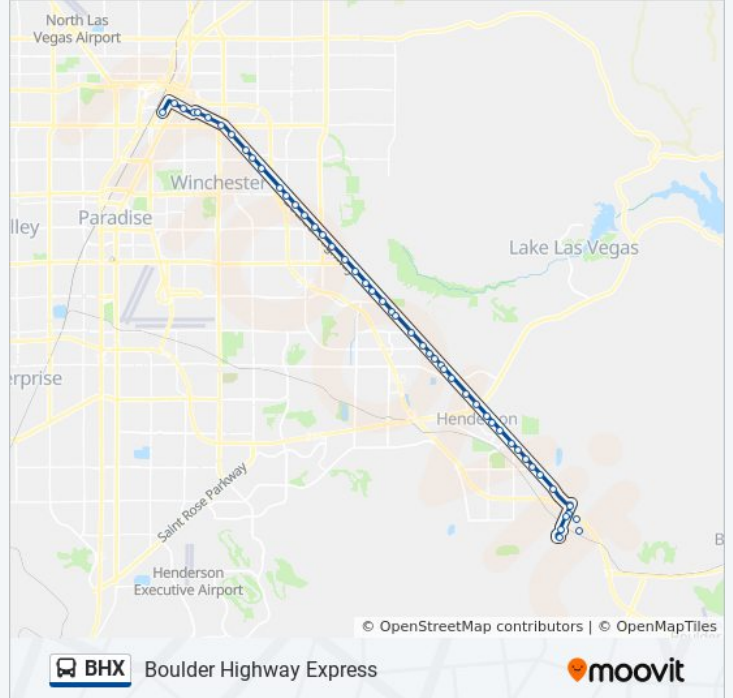 North Las
Vegas Airport
Winchester
Paradise
lley
Lake Las Vegas
erprise
Henderson
Saint Rose Parkway
Henderson
Executive Airport
B
© OpenStreetMap contributors | © OpenMapTiles
BHX Boulder Highway Express
moovit